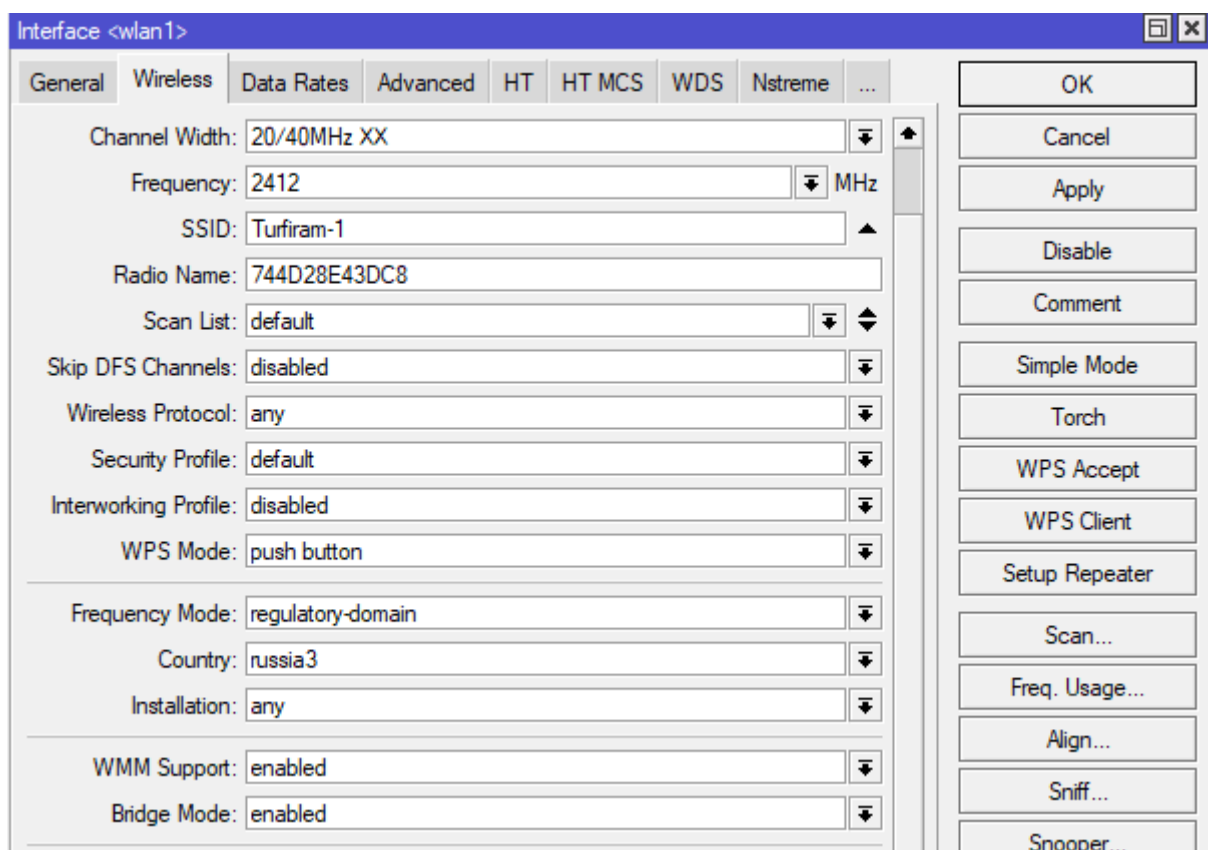 Interface <wlan1>
General Wireless Data Rates Advanced HT HT MCS WDS Nstreme ...
Channel Width: 20/40MHz XX
Frequency: 2412 MHz
SSID: Turfiram-1
Radio Name: 744D28E43DC8
Scan List: default
Skip DFS Channels: disabled
Wireless Protocol: any
Security Profile: default
Interworking Profile: disabled
WPS Mode: push button
Frequency Mode: regulatory-domain
Country: russia3
Installation: any
WMM Support: enabled
Bridge Mode: enabled
OK
Cancel
Apply
Disable
Comment
Simple Mode
Torch
WPS Accept
WPS Client
Setup Repeater
Scan...
Freq. Usage...
Align...
Sniff...
Snooper...